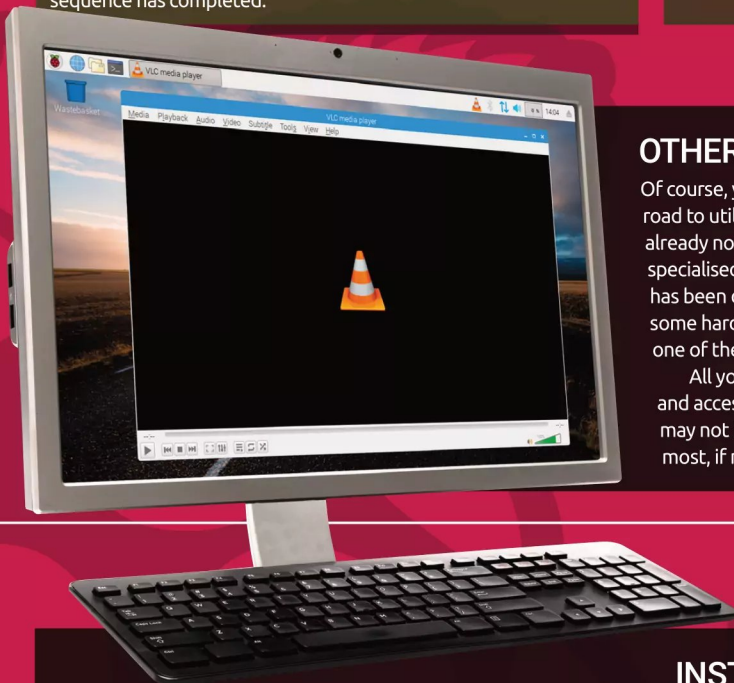 sequence has completed.
VLC media player
14:04
Wastebasket
VLC media player
Media Playback Audio Video Subtitle Tools View Help
OTHER
Of course, y
road to util
already no
specialised
has been
some hard
one of the
All yo
and acces
may not
most, if
INST